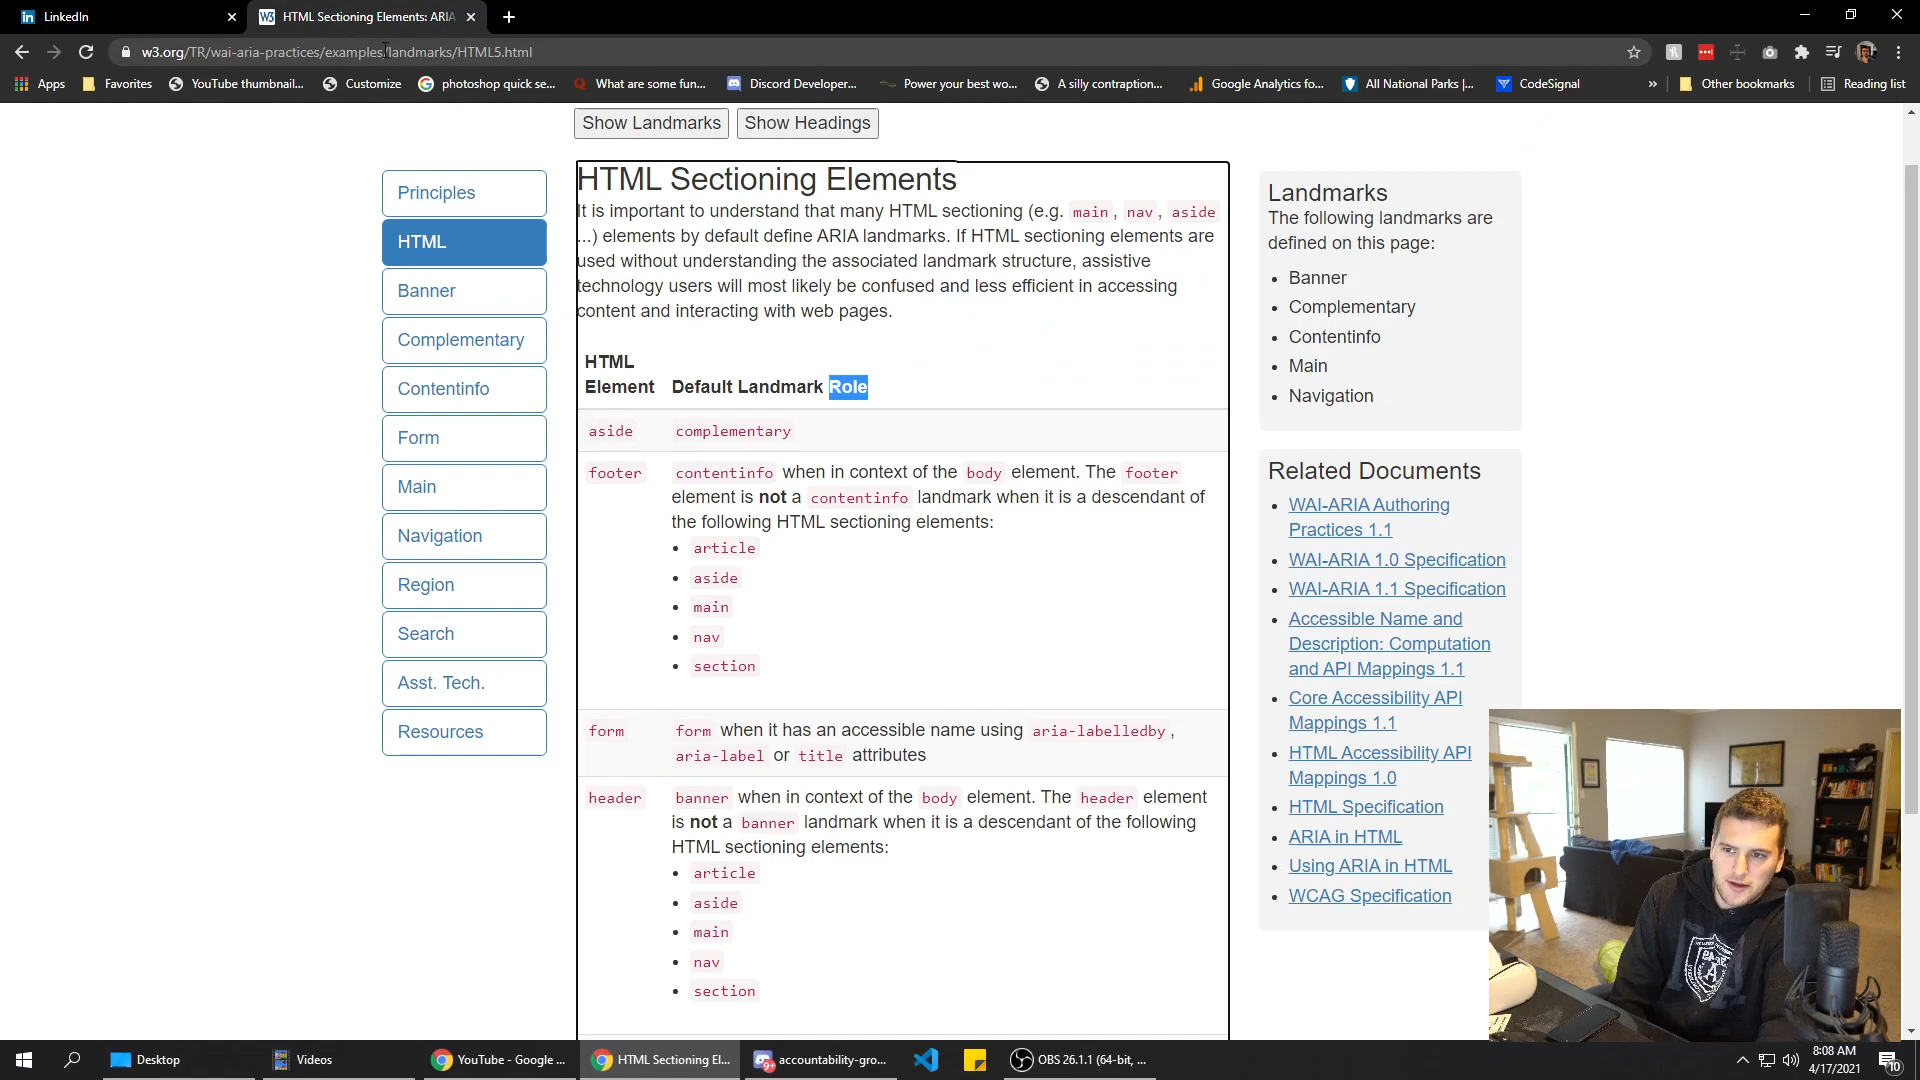 LinkedIn
HTML Sectioning Elements: ARIA
w3.org/TR/wai-aria-practices/examples/landmarks/HTML5.html
Apps
Favorites
YouTube thumbnail...
Customize
photoshop quick se...
What are some fun...
Discord Developer...
Power your best wo...
A silly contraption...
Google Analytics fo...
All National Parks |...
CodeSignal
»
Other bookmarks
Reading list
Show Landmarks
Show Headings
Principles
HTML
Banner
Complementary
Contentinfo
Form
Main
Navigation
Region
Search
Asst. Tech.
Resources
HTML Sectioning Elements
It is important to understand that many HTML sectioning (e.g. main, nav, aside
...) elements by default define ARIA landmarks. If HTML sectioning elements are
used without understanding the associated landmark structure, assistive
technology users will most likely be confused and less efficient in accessing
content and interacting with web pages.
HTML
Element Default Landmark Role
aside complementary
footer contentinfo when in context of the body element. The footer
element is not a contentinfo landmark when it is a descendant of
the following HTML sectioning elements:
• article
• aside
• main
• nav
• section
form form when it has an accessible name using aria-labelledby,
aria-label or title attributes
header banner when in context of the body element. The header element
is not a banner landmark when it is a descendant of the following
HTML sectioning elements:
• article
• aside
• main
• nav
• section
Landmarks
The following landmarks are
defined on this page:
• Banner
• Complementary
• Contentinfo
• Main
• Navigation
Related Documents
• WAI-ARIA Authoring
Practices 1.1
• WAI-ARIA 1.0 Specification
• WAI-ARIA 1.1 Specification
• Accessible Name and
Description: Computation
and API Mappings 1.1
• Core Accessibility API
Mappings 1.1
• HTML Accessibility API
Mappings 1.0
• HTML Specification
• ARIA in HTML
• Using ARIA in HTML
• WCAG Specification
Desktop
Videos
YouTube - Google ...
HTML Sectioning El...
accountability-gro...
OBS 26.1.1 (64-bit, ...
8:08 AM
4/17/2021
10